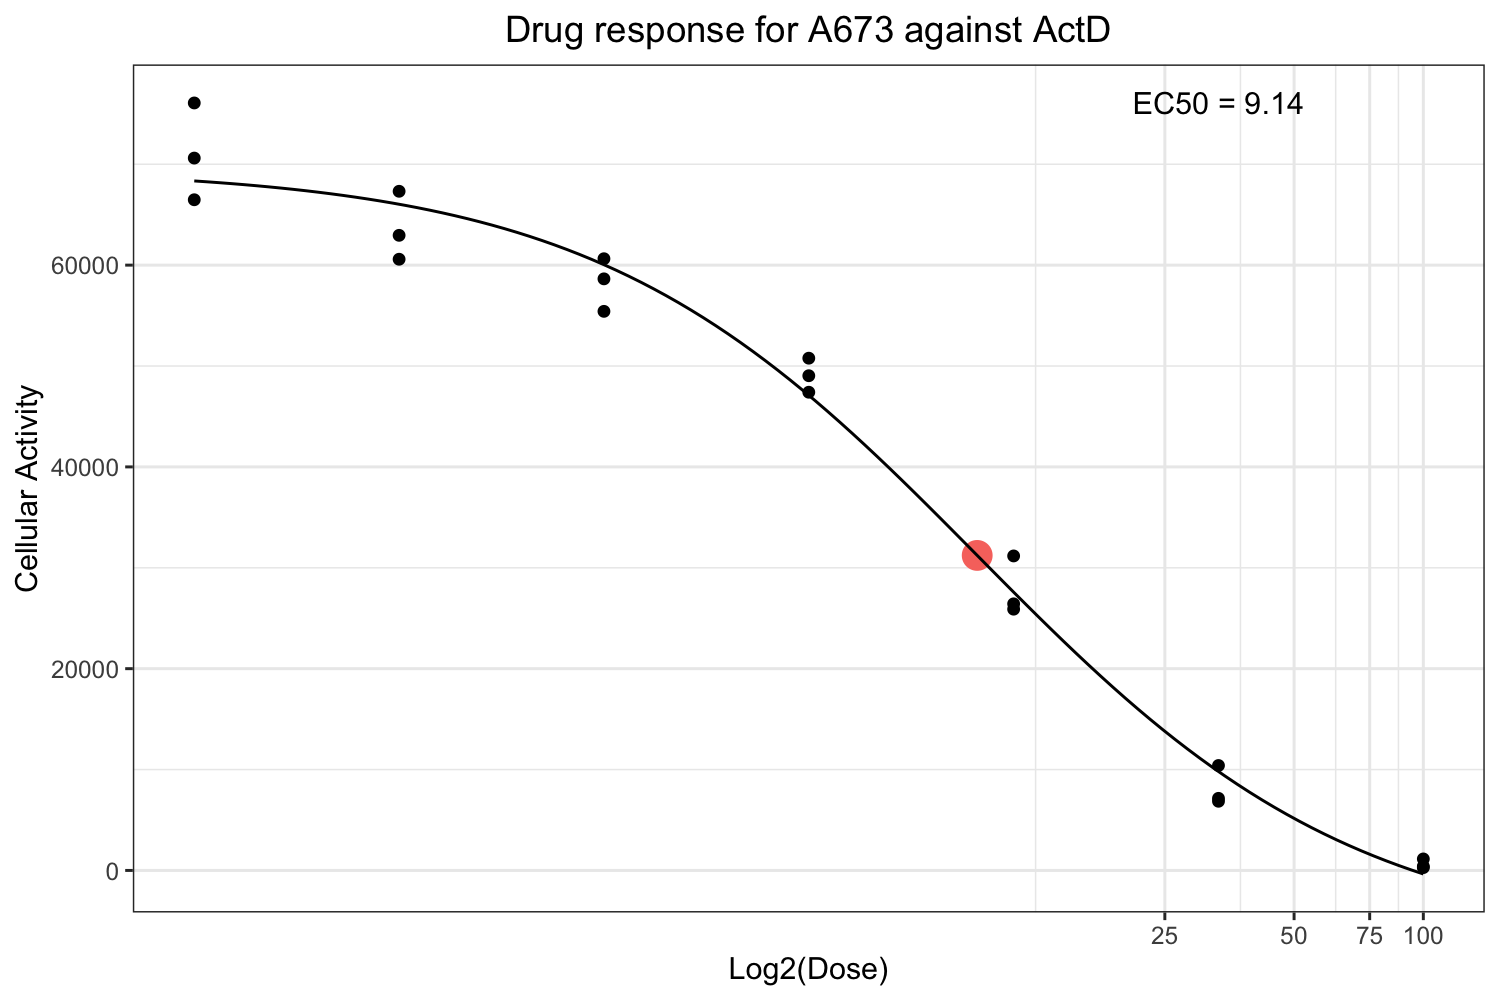 Drug response for A673 against ActD
EC50 = 9.14
Cellular Activity
60000
40000
20000
0
25 50 75 100
Log2(Dose)